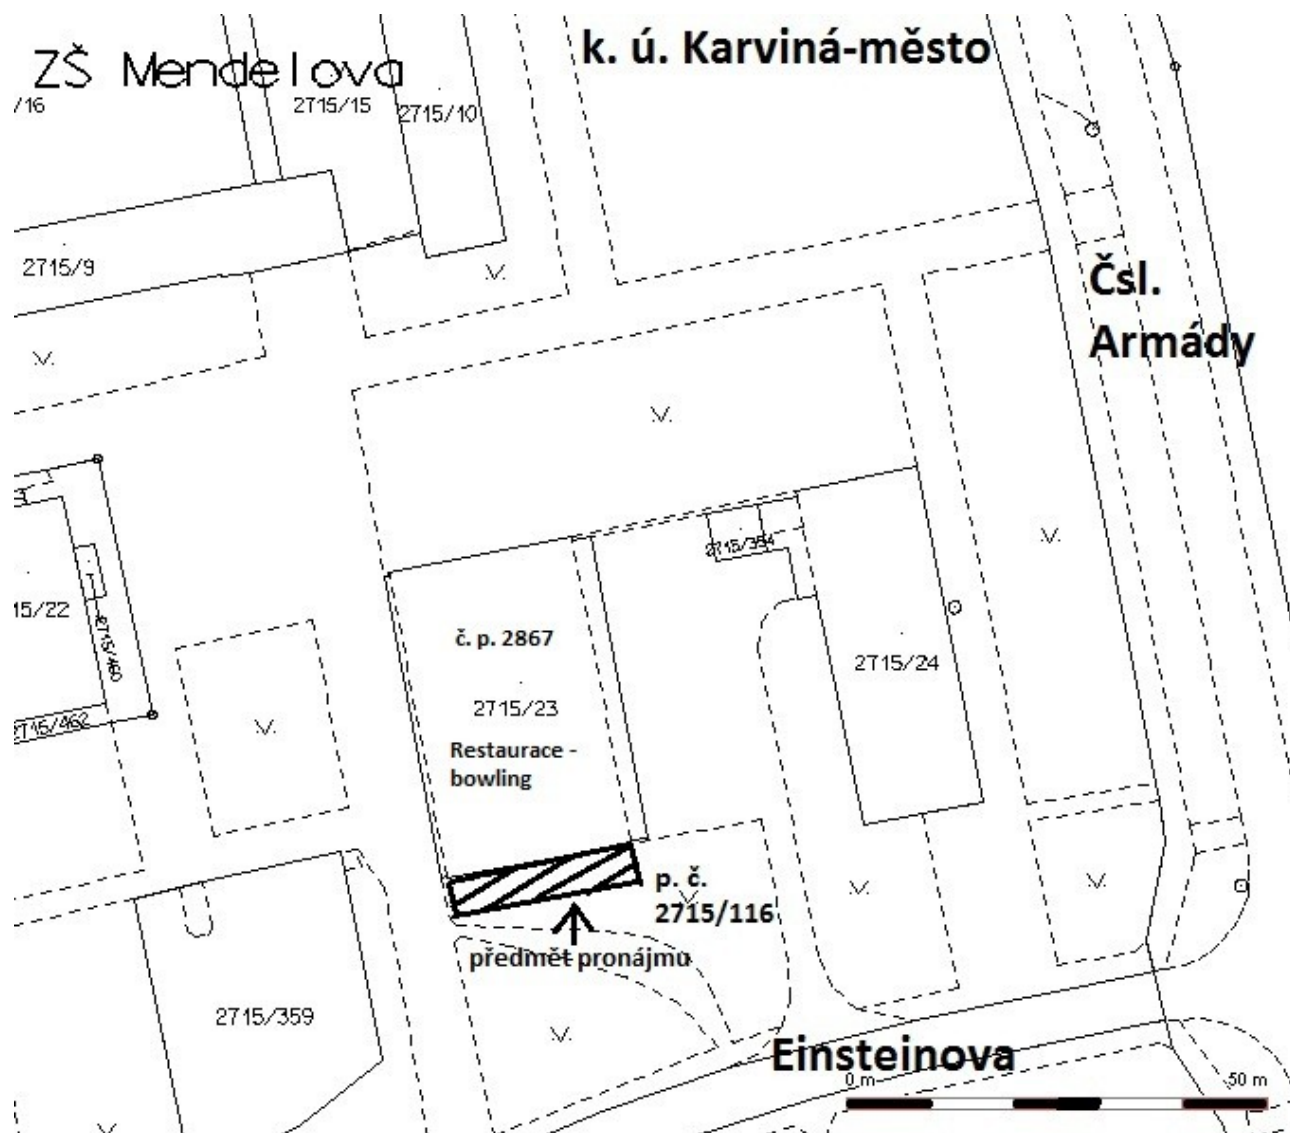 k. ú. Karviná-město
ZŠ Mendelova
/16
2715/15
2715/10
2715/9
Čsl.
Armády
2715/394
15/22
2715/460
č. p. 2867
2715/24
2715/23
2715/462
Restaurace -
bowling
p. č.
2715/116
předmět pronájmu
2715/359
Einsteinova
0 m
50 m